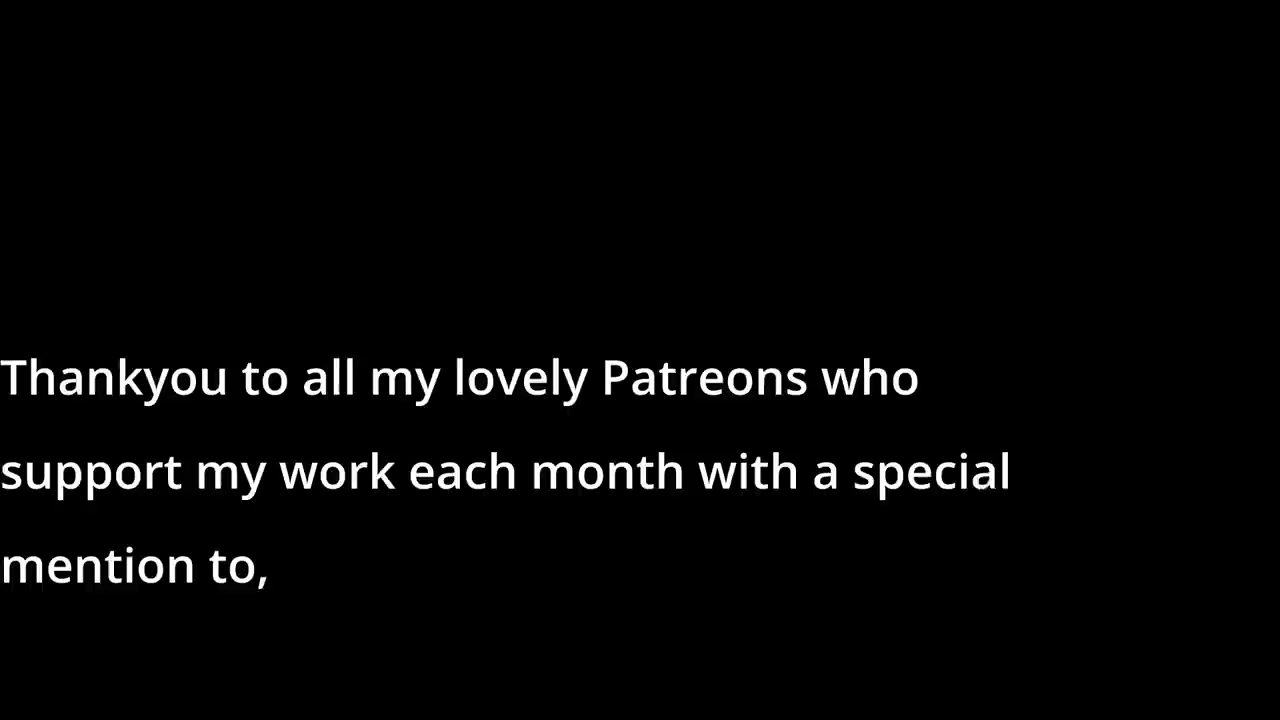 Thankyou to all my lovely Patreons who
support my work each month with a special
mention to,